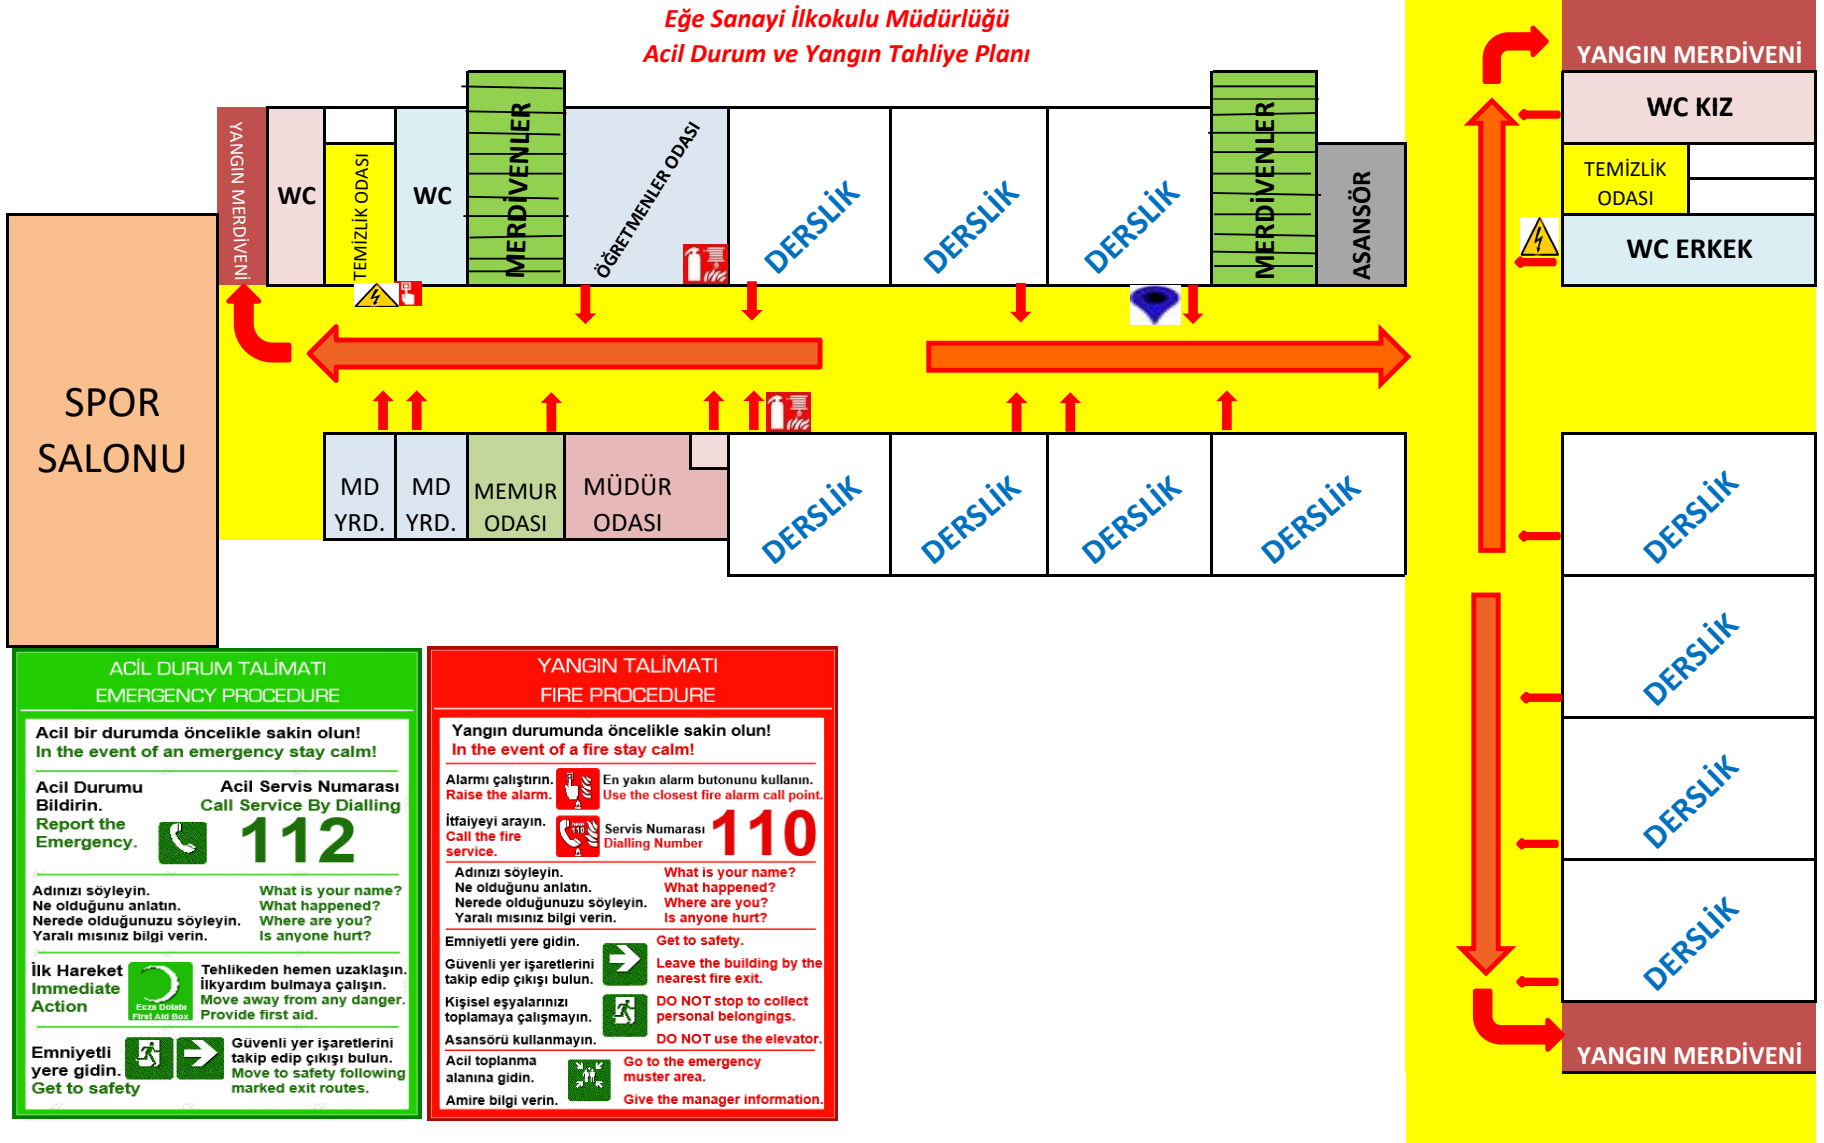 Eğe Sanayi İlkokulu Müdürlüğü
Acil Durum ve Yangın Tahliye Planı
YANGIN MERDİVENİ
WC
TEMİZLİK ODASI
WC
MERDİVENLER
ÖĞRETMENLER ODASI
DERSLİK
DERSLİK
DERSLİK
MERDİVENLER
ASANSÖR
YANGIN MERDİVENİ
WC KIZ
TEMİZLİK
ODASI
WC ERKEK
SPOR
SALONU
MD
YRD.
MD
YRD.
MEMUR
ODASI
MÜDÜR
ODASI
DERSLİK
DERSLİK
DERSLİK
DERSLİK
DERSLİK
DERSLİK
DERSLİK
DERSLİK
YANGIN MERDİVENİ
ACİL DURUM TALİMATI
EMERGENCY PROCEDURE
Acil bir durumda öncelikle sakin olun!
In the event of an emergency stay calm!
Acil Durumu
Bildirin.
Report the
Emergency.
Acil Servis Numarası
Call Service By Dialling
112
Adınızı söyleyin.
Ne olduğunu anlatın.
Nerede olduğunuzu söyleyin.
Yaralı mısınız bilgi verin.
What is your name?
What happened?
Where are you?
Is anyone hurt?
İlk Hareket
Immediate
Action
Ecza Dolabı
First Aid Box
Tehlikeden hemen uzaklaşın.
İlkyardım bulmaya çalışın.
Move away from any danger.
Provide first aid.
Emniyetli
yere gidin.
Get to safety
Güvenli yer işaretlerini
takip edip çıkışı bulun.
Move to safety following
marked exit routes.
YANGIN TALİMATI
FIRE PROCEDURE
Yangın durumunda öncelikle sakin olun!
In the event of a fire stay calm!
Alarmı çalıştırın.
Raise the alarm.
En yakın alarm butonunu kullanın.
Use the closest fire alarm call point.
İtfaiyeyi arayın.
Call the fire
service.
110
Servis Numarası
Dialling Number
110
Adınızı söyleyin.
Ne olduğunu anlatın.
Nerede olduğunuzu söyleyin.
Yaralı mısınız bilgi verin.
What is your name?
What happened?
Where are you?
Is anyone hurt?
Emniyetli yere gidin.
Get to safety.
Güvenli yer işaretlerini
takip edip çıkışı bulun.
Leave the building by the
nearest fire exit.
Kişisel eşyalarınızı
toplamaya çalışmayın.
DO NOT stop to collect
personal belongings.
Asansörü kullanmayın.
DO NOT use the elevator.
Acil toplanma
alanına gidin.
Go to the emergency
muster area.
Amire bilgi verin.
Give the manager information.